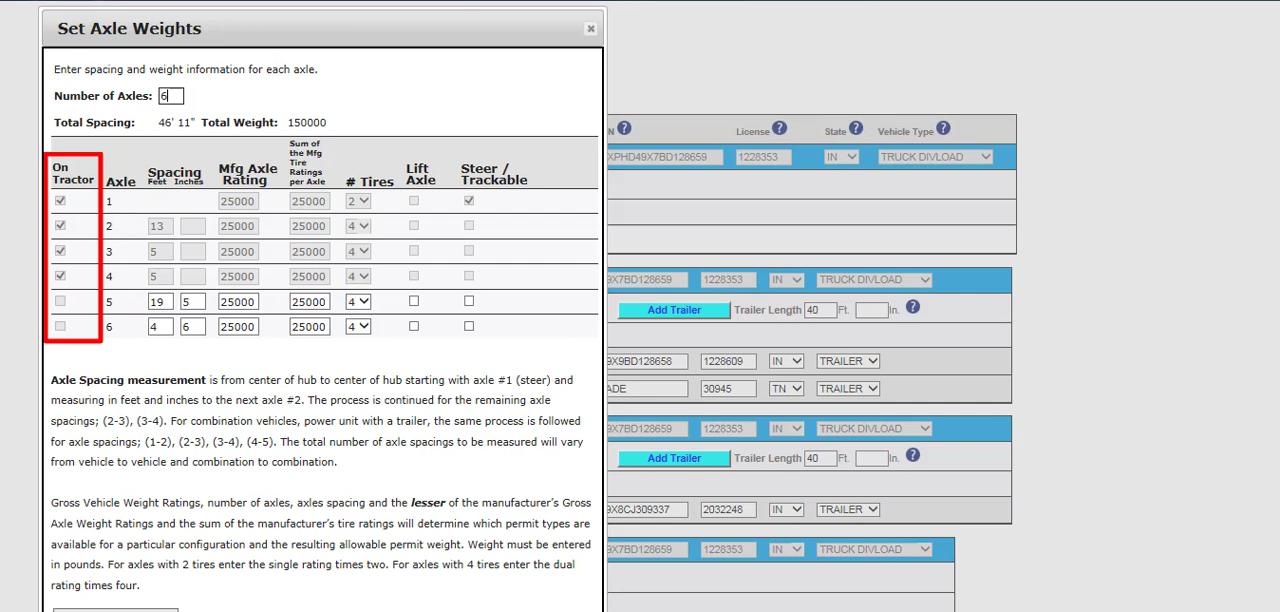 Set Axle Weights
Enter spacing and weight information for each axle.
Number of Axles: 6
Total Spacing: 46' 11" Total Weight: 150000
On Tractor Axle Spacing Feet Inches Mfg Axle Rating Sum of the Mfg Tire Ratings per Axle # Tires Lift Axle Steer / Trackable
1 25000 25000 2
2 13 25000 25000 4
3 5 25000 25000 4
4 5 25000 25000 4
5 19 5 25000 25000 4
6 4 6 25000 25000 4
Axle Spacing measurement is from center of hub to center of hub starting with axle #1 (steer) and
measuring in feet and inches to the next axle #2. The process is continued for the remaining axle
spacings; (2-3), (3-4). For combination vehicles, power unit with a trailer, the same process is followed
for axle spacings; (1-2), (2-3), (3-4), (4-5). The total number of axle spacings to be measured will vary
from vehicle to vehicle and combination to combination.
Gross Vehicle Weight Ratings, number of axles, axles spacing and the lesser of the manufacturer's Gross
Axle Weight Ratings and the sum of the manufacturer's tire ratings will determine which permit types are
available for a particular configuration and the resulting allowable permit weight. Weight must be entered
in pounds. For axles with 2 tires enter the single rating times two. For axles with 4 tires enter the dual
rating times four.
N ? License ? State ? Vehicle Type ?
XPHD49X7BD128659 1228353 IN TRUCK DIVLOAD
9X7BD128659 1228353 IN TRUCK DIVLOAD
Add Trailer Trailer Length 40 Ft. In. ?
9X9BD128658 1228609 IN TRAILER
ADE 30945 TN TRAILER
9X7BD128659 1228353 IN TRUCK DIVLOAD
Add Trailer Trailer Length 40 Ft. In. ?
9X8CJ309337 2032248 IN TRAILER
9X7BD128659 1228353 IN TRUCK DIVLOAD